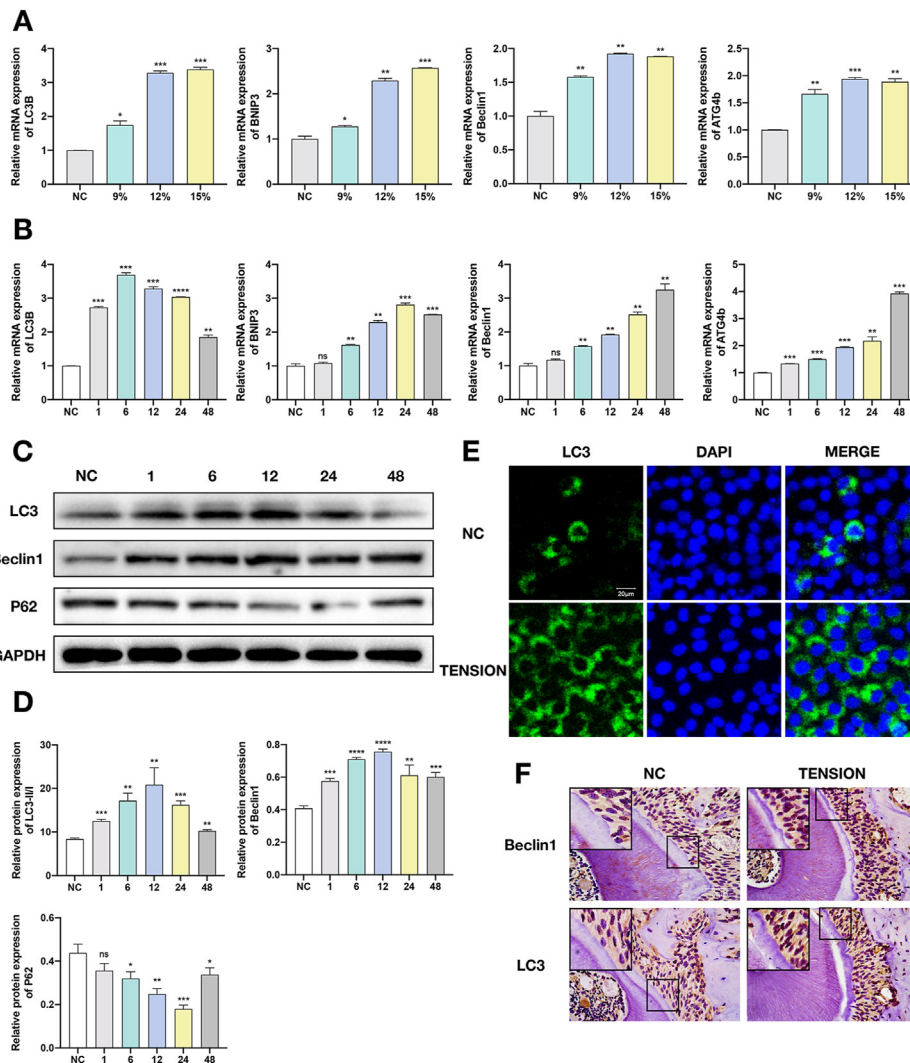 A
Relative mRNA expression
of LC3B
4
3
2
1
0
*
***
***
NC 9% 12% 15%
Relative mRNA expression
of BNIP3
3
2
1
0
*
**
**
NC 9% 12% 15%
Relative mRNA expression
of Beclin1
2.0
1.5
1.0
0.5
0.0
**
**
**
NC 9% 12% 15%
Relative mRNA expression
of ATG4b
2.5
2.0
1.5
1.0
0.5
0.0
**
***
**
NC 9% 12% 15%
B
Relative mRNA expression
of LC3B
4
3
2
1
0
***
***
***
****
**
NC 1 6 12 24 48
Relative mRNA expression
of BNIP3
4
3
2
1
0
ns
**
**
***
***
NC 1 6 12 24 48
Relative mRNA expression
of Beclin1
4
3
2
1
0
ns
**
**
**
**
NC 1 6 12 24 48
Relative mRNA expression
of ATG4b
5
4
3
2
1
0
***
***
***
**
***
NC 1 6 12 24 48
C
NC 1 6 12 24 48
LC3
Beclin1
P62
GAPDH
D
Relative protein expression
of LC3-II/I
30
20
10
0
***
**
**
***
**
NC 1 6 12 24 48
Relative protein expression
of Beclin1
1.0
0.8
0.6
0.4
0.2
0.0
***
****
****
**
***
NC 1 6 12 24 48
Relative protein expression
of P62
0.6
0.4
0.2
0.0
ns
*
**
***
*
NC 1 6 12 24 48
E
LC3 DAPI MERGE
NC
20μm
TENSION
F
NC TENSION
Beclin1
LC3